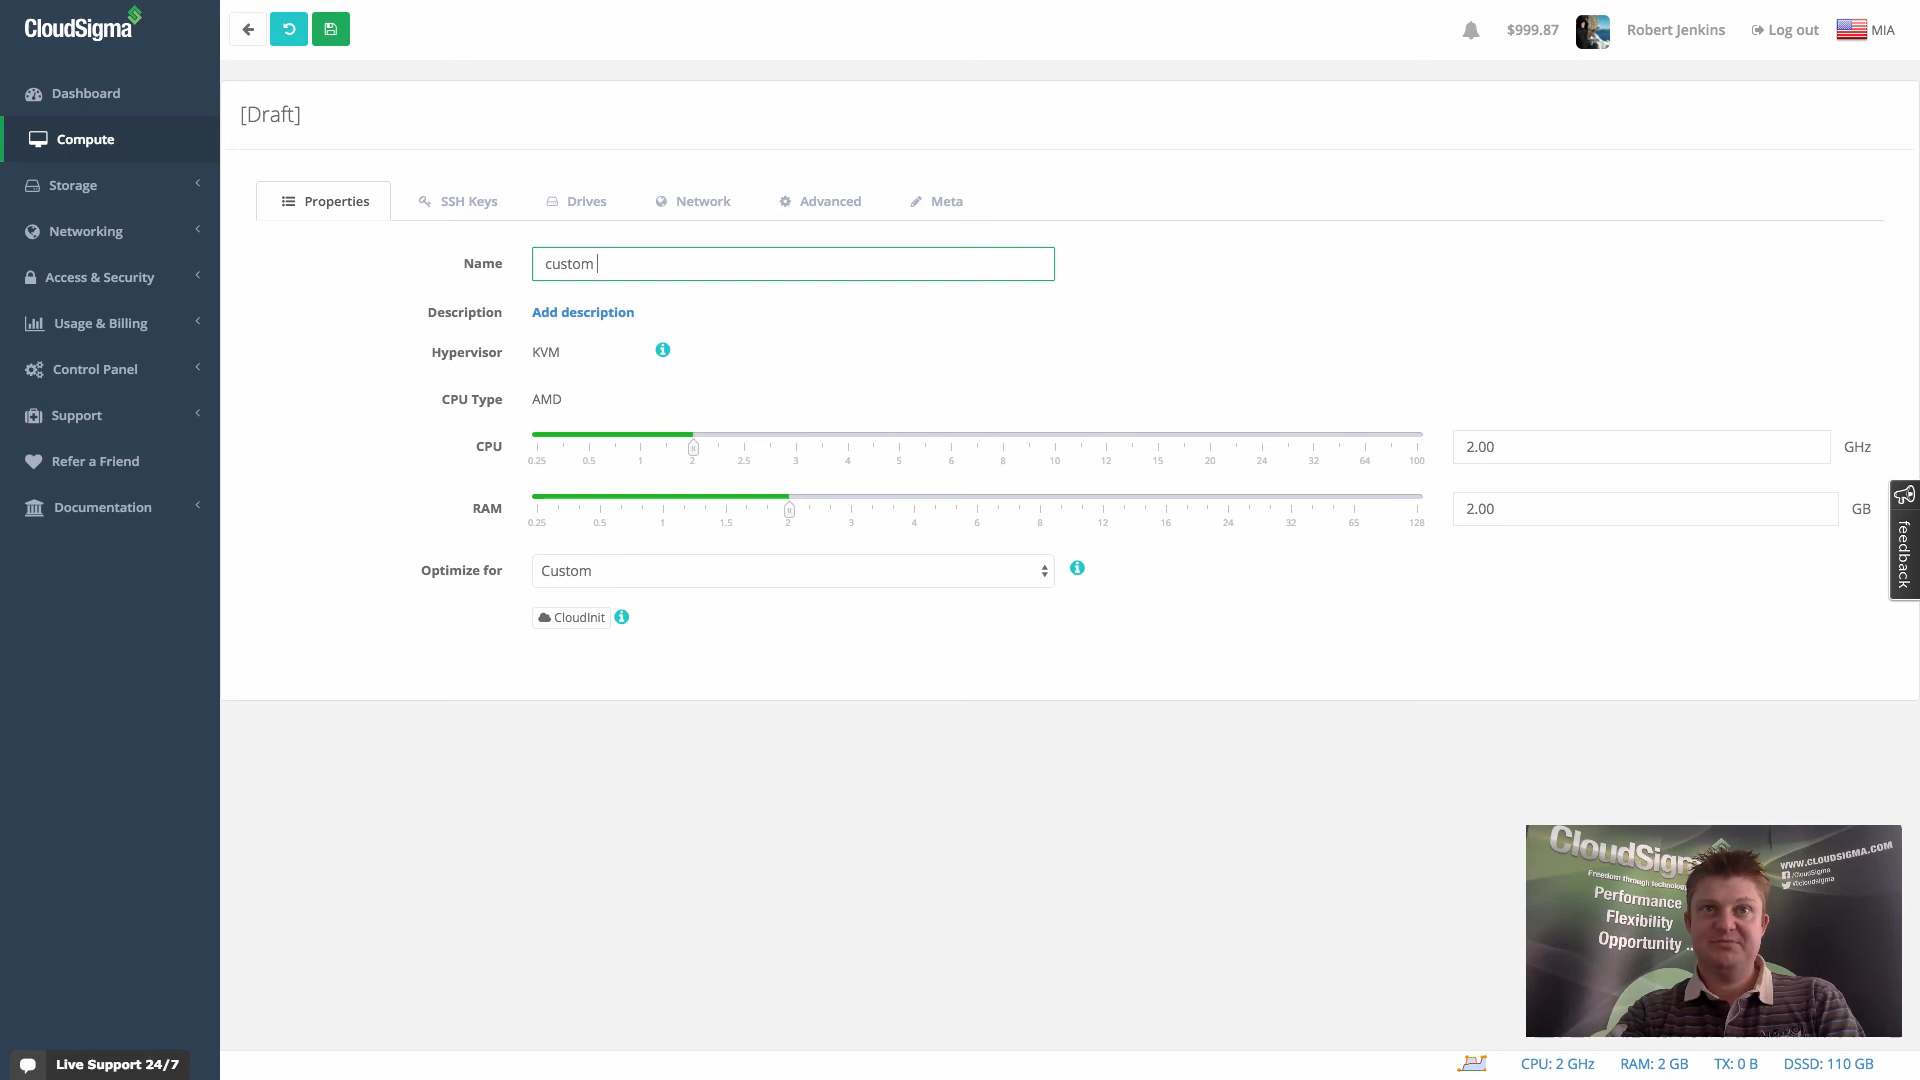 CloudSigma
$999.87
Robert Jenkins
Log out
MIA
Dashboard
Compute
Storage
Networking
Access & Security
Usage & Billing
Control Panel
Support
Refer a Friend
Documentation
[Draft]
Properties
SSH Keys
Drives
Network
Advanced
Meta
Name
custom
Description
Add description
Hypervisor
KVM
CPU Type
AMD
CPU
0.25 0.5 1 2 2.5 3 4 5 6 8 10 12 15 20 24 32 64 100
2.00
GHz
RAM
0.25 0.5 1 1.5 2 3 4 6 8 12 16 24 32 65 128
2.00
GB
Optimize for
Custom
CloudInit
feedback
CloudSigm
Freedom through technology
Performance
Flexibility
Opportunity ..
WWW.CLOUDSIGMA.COM
/CloudSigma
@cloudsigma
Live Support 24/7
CPU: 2 GHz
RAM: 2 GB
TX: 0 B
DSSD: 110 GB